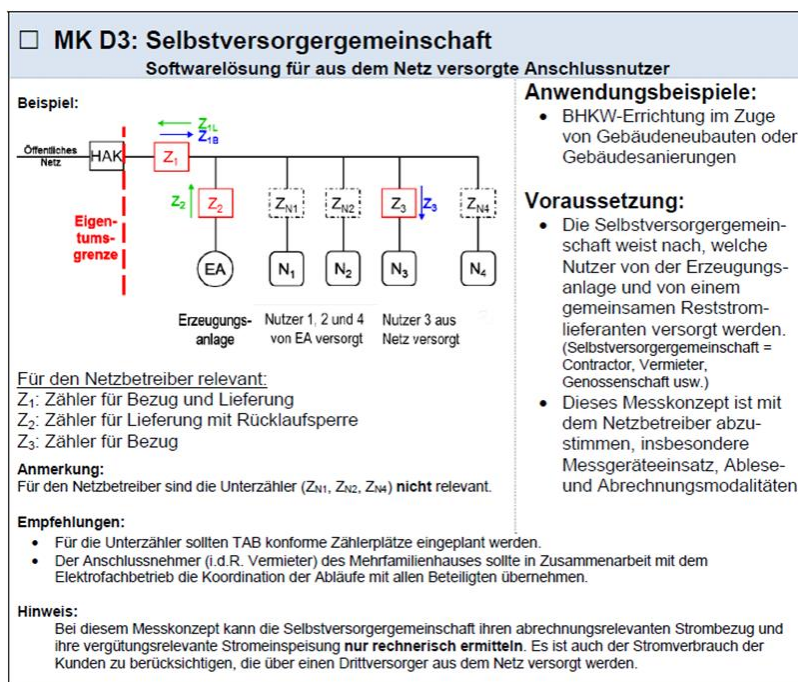 ☐ MK D3: Selbstversorgergemeinschaft
Softwarelösung für aus dem Netz versorgte Anschlussnutzer
Beispiel:
Z1L
Z1B
Öffentliches
Netz
HAK
Z1
Z2
Z2
ZN1
ZN2
Z3
Z3
ZN4
Eigen-
tums-
grenze
EA
N1
N2
N3
N4
Erzeugungs-
anlage
Nutzer 1, 2 und 4
von EA versorgt
Nutzer 3 aus
Netz versorgt
Für den Netzbetreiber relevant:
Z1: Zähler für Bezug und Lieferung
Z2: Zähler für Lieferung mit Rücklaufsperre
Z3: Zähler für Bezug
Anmerkung:
Für den Netzbetreiber sind die Unterzähler (ZN1, ZN2, ZN4) nicht relevant.
Anwendungsbeispiele:
• BHKW-Errichtung im Zuge
von Gebäudeneubauten oder
Gebäudesanierungen
Voraussetzung:
• Die Selbstversorgergemein-
schaft weist nach, welche
Nutzer von der Erzeugungs-
anlage und von einem
gemeinsamen Reststrom-
lieferanten versorgt werden.
(Selbstversorgergemeinschaft =
Contractor, Vermieter,
Genossenschaft usw.)
• Dieses Messkonzept ist mit
dem Netzbetreiber abzu-
stimmen, insbesondere
Messgeräteeinsatz, Ablese-
und Abrechnungsmodalitäten
Empfehlungen:
• Für die Unterzähler sollten TAB konforme Zählerplätze eingeplant werden.
• Der Anschlussnehmer (i.d.R. Vermieter) des Mehrfamilienhauses sollte in Zusammenarbeit mit dem
Elektrofachbetrieb die Koordination der Abläufe mit allen Beteiligten übernehmen.
Hinweis:
Bei diesem Messkonzept kann die Selbstversorgergemeinschaft ihren abrechnungsrelevanten Strombezug und
ihre vergütungsrelevante Stromeinspeisung nur rechnerisch ermitteln. Es ist auch der Stromverbrauch der
Kunden zu berücksichtigen, die über einen Drittversorger aus dem Netz versorgt werden.